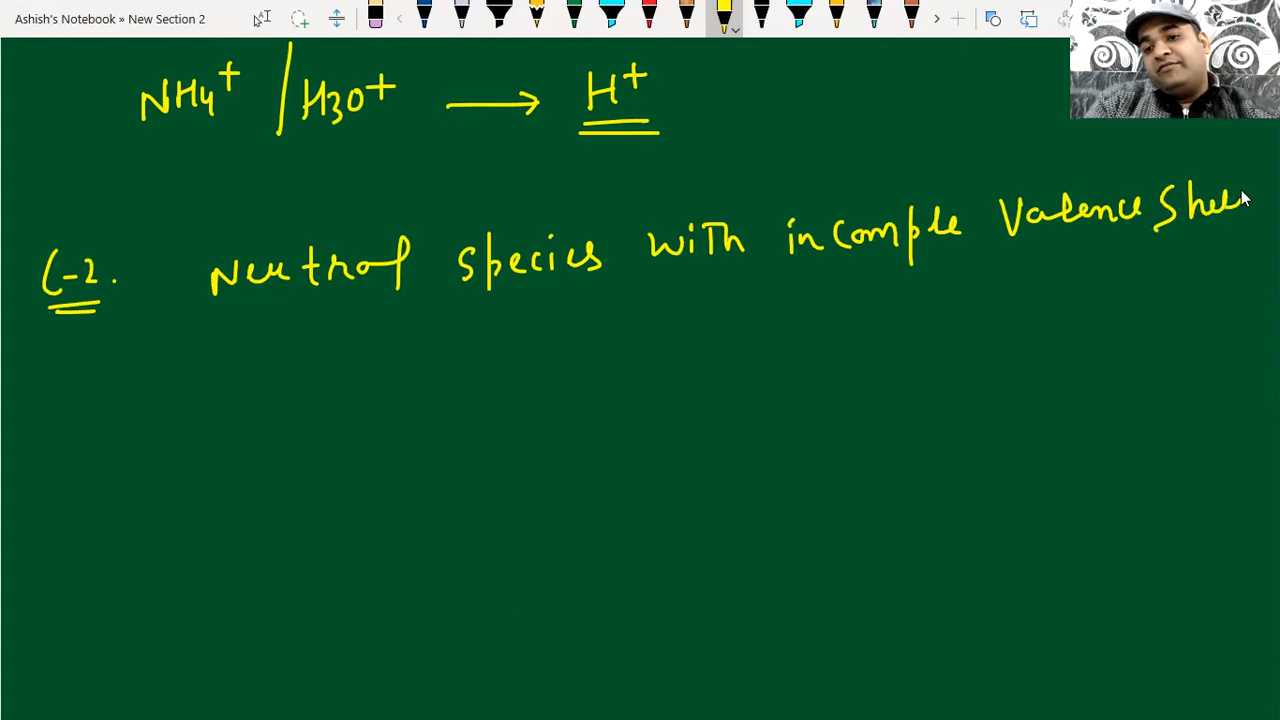 Ashish's Notebook » New Section 2
NH4+ / H3O+ → H+
C-2. Neutral species with incomple Valence Shell